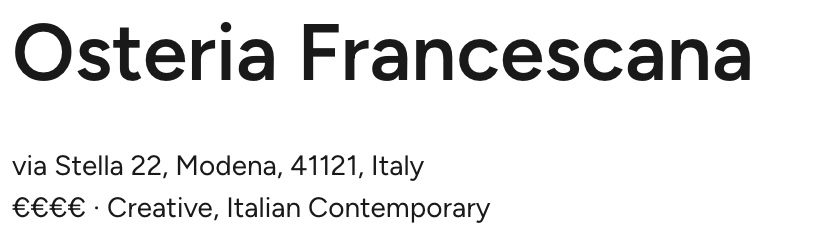 Osteria Francescana
via Stella 22, Modena, 41121, Italy
€€€€ · Creative, Italian Contemporary